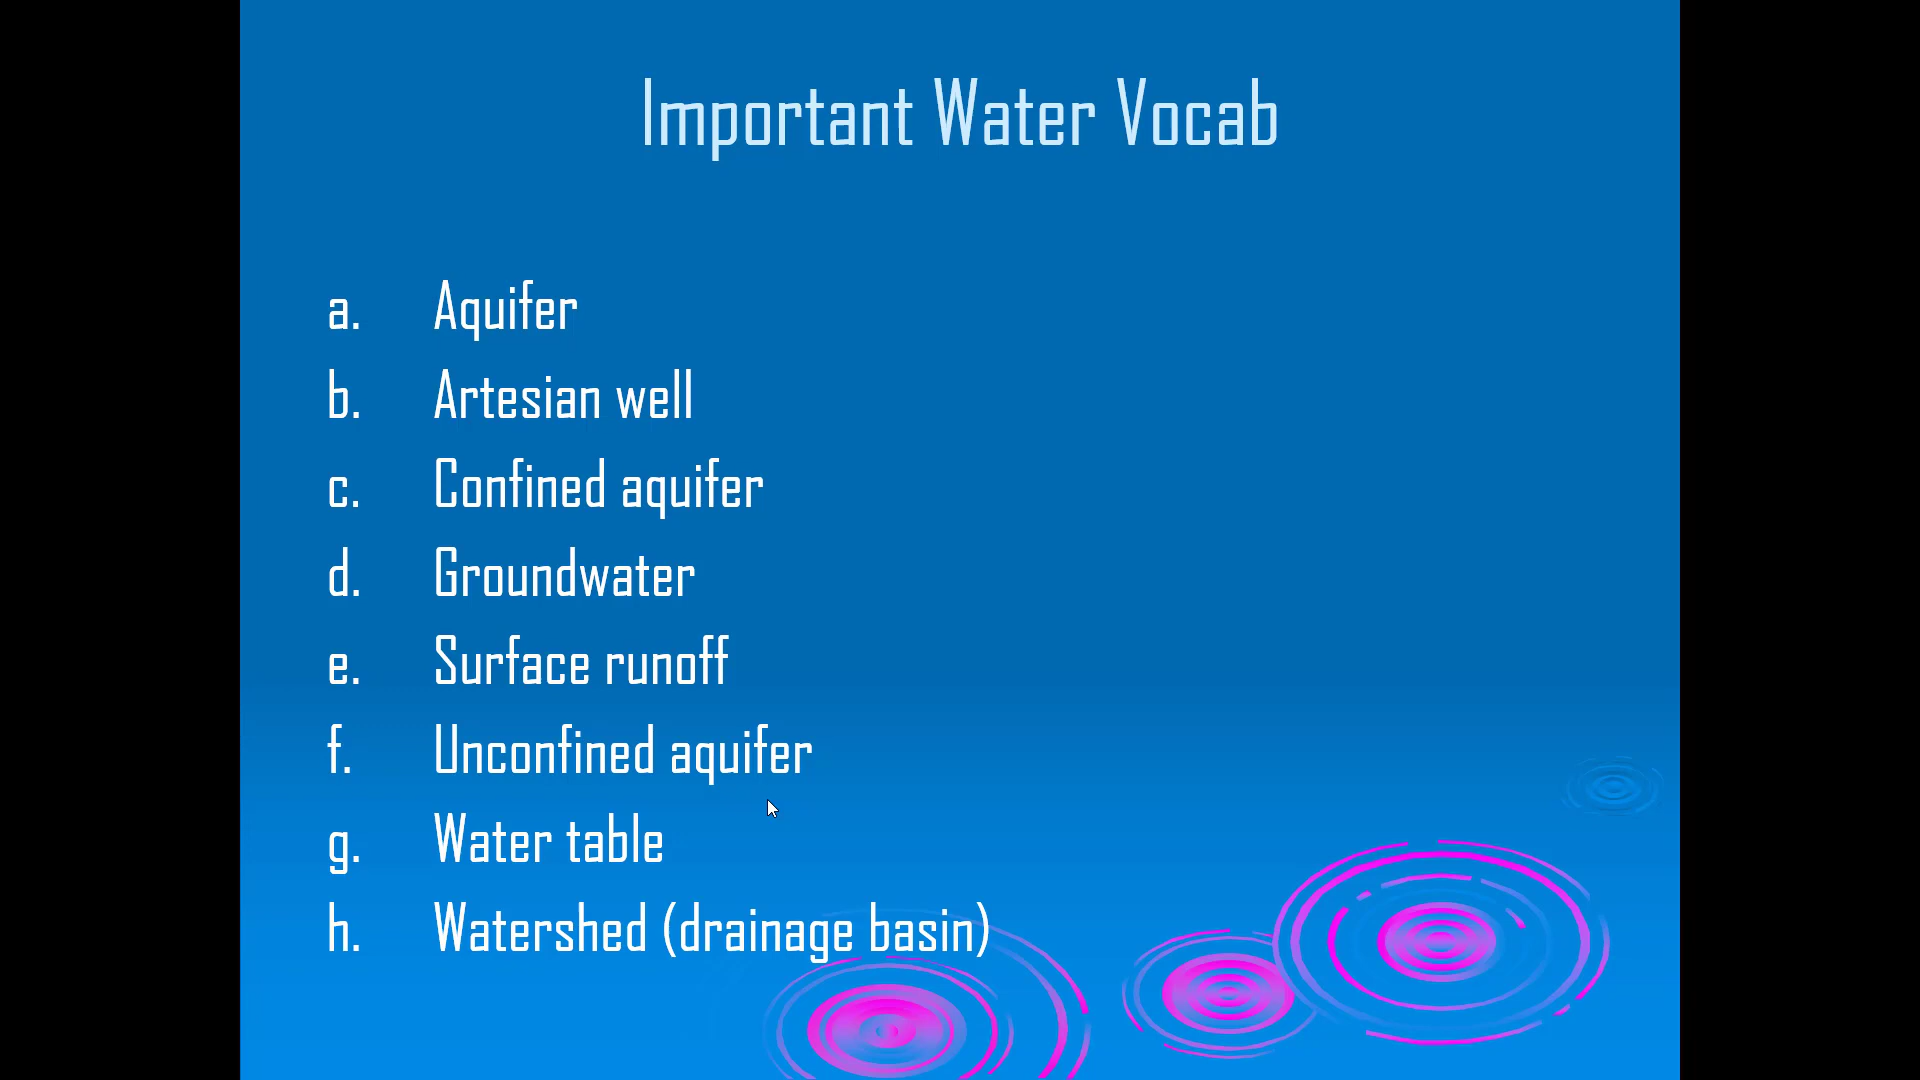 Important Water Vocab
a. Aquifer
b. Artesian well
c. Confined aquifer
d. Groundwater
e. Surface runoff
f. Unconfined aquifer
g. Water table
h. Watershed (drainage basin)